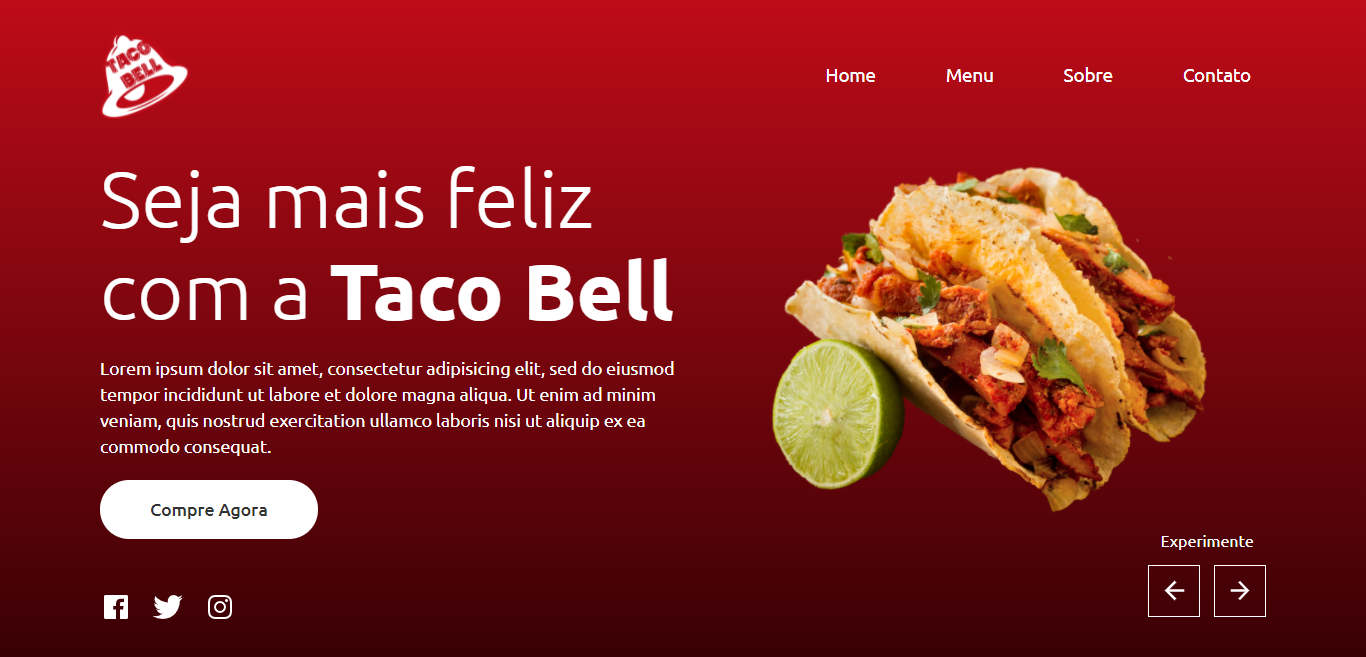 TACO
BELL
Home
Menu
Sobre
Contato
Seja mais feliz
com a Taco Bell
Lorem ipsum dolor sit amet, consectetur adipisicing elit, sed do eiusmod
tempor incididunt ut labore et dolore magna aliqua. Ut enim ad minim
veniam, quis nostrud exercitation ullamco laboris nisi ut aliquip ex ea
commodo consequat.
Compre Agora
Experimente